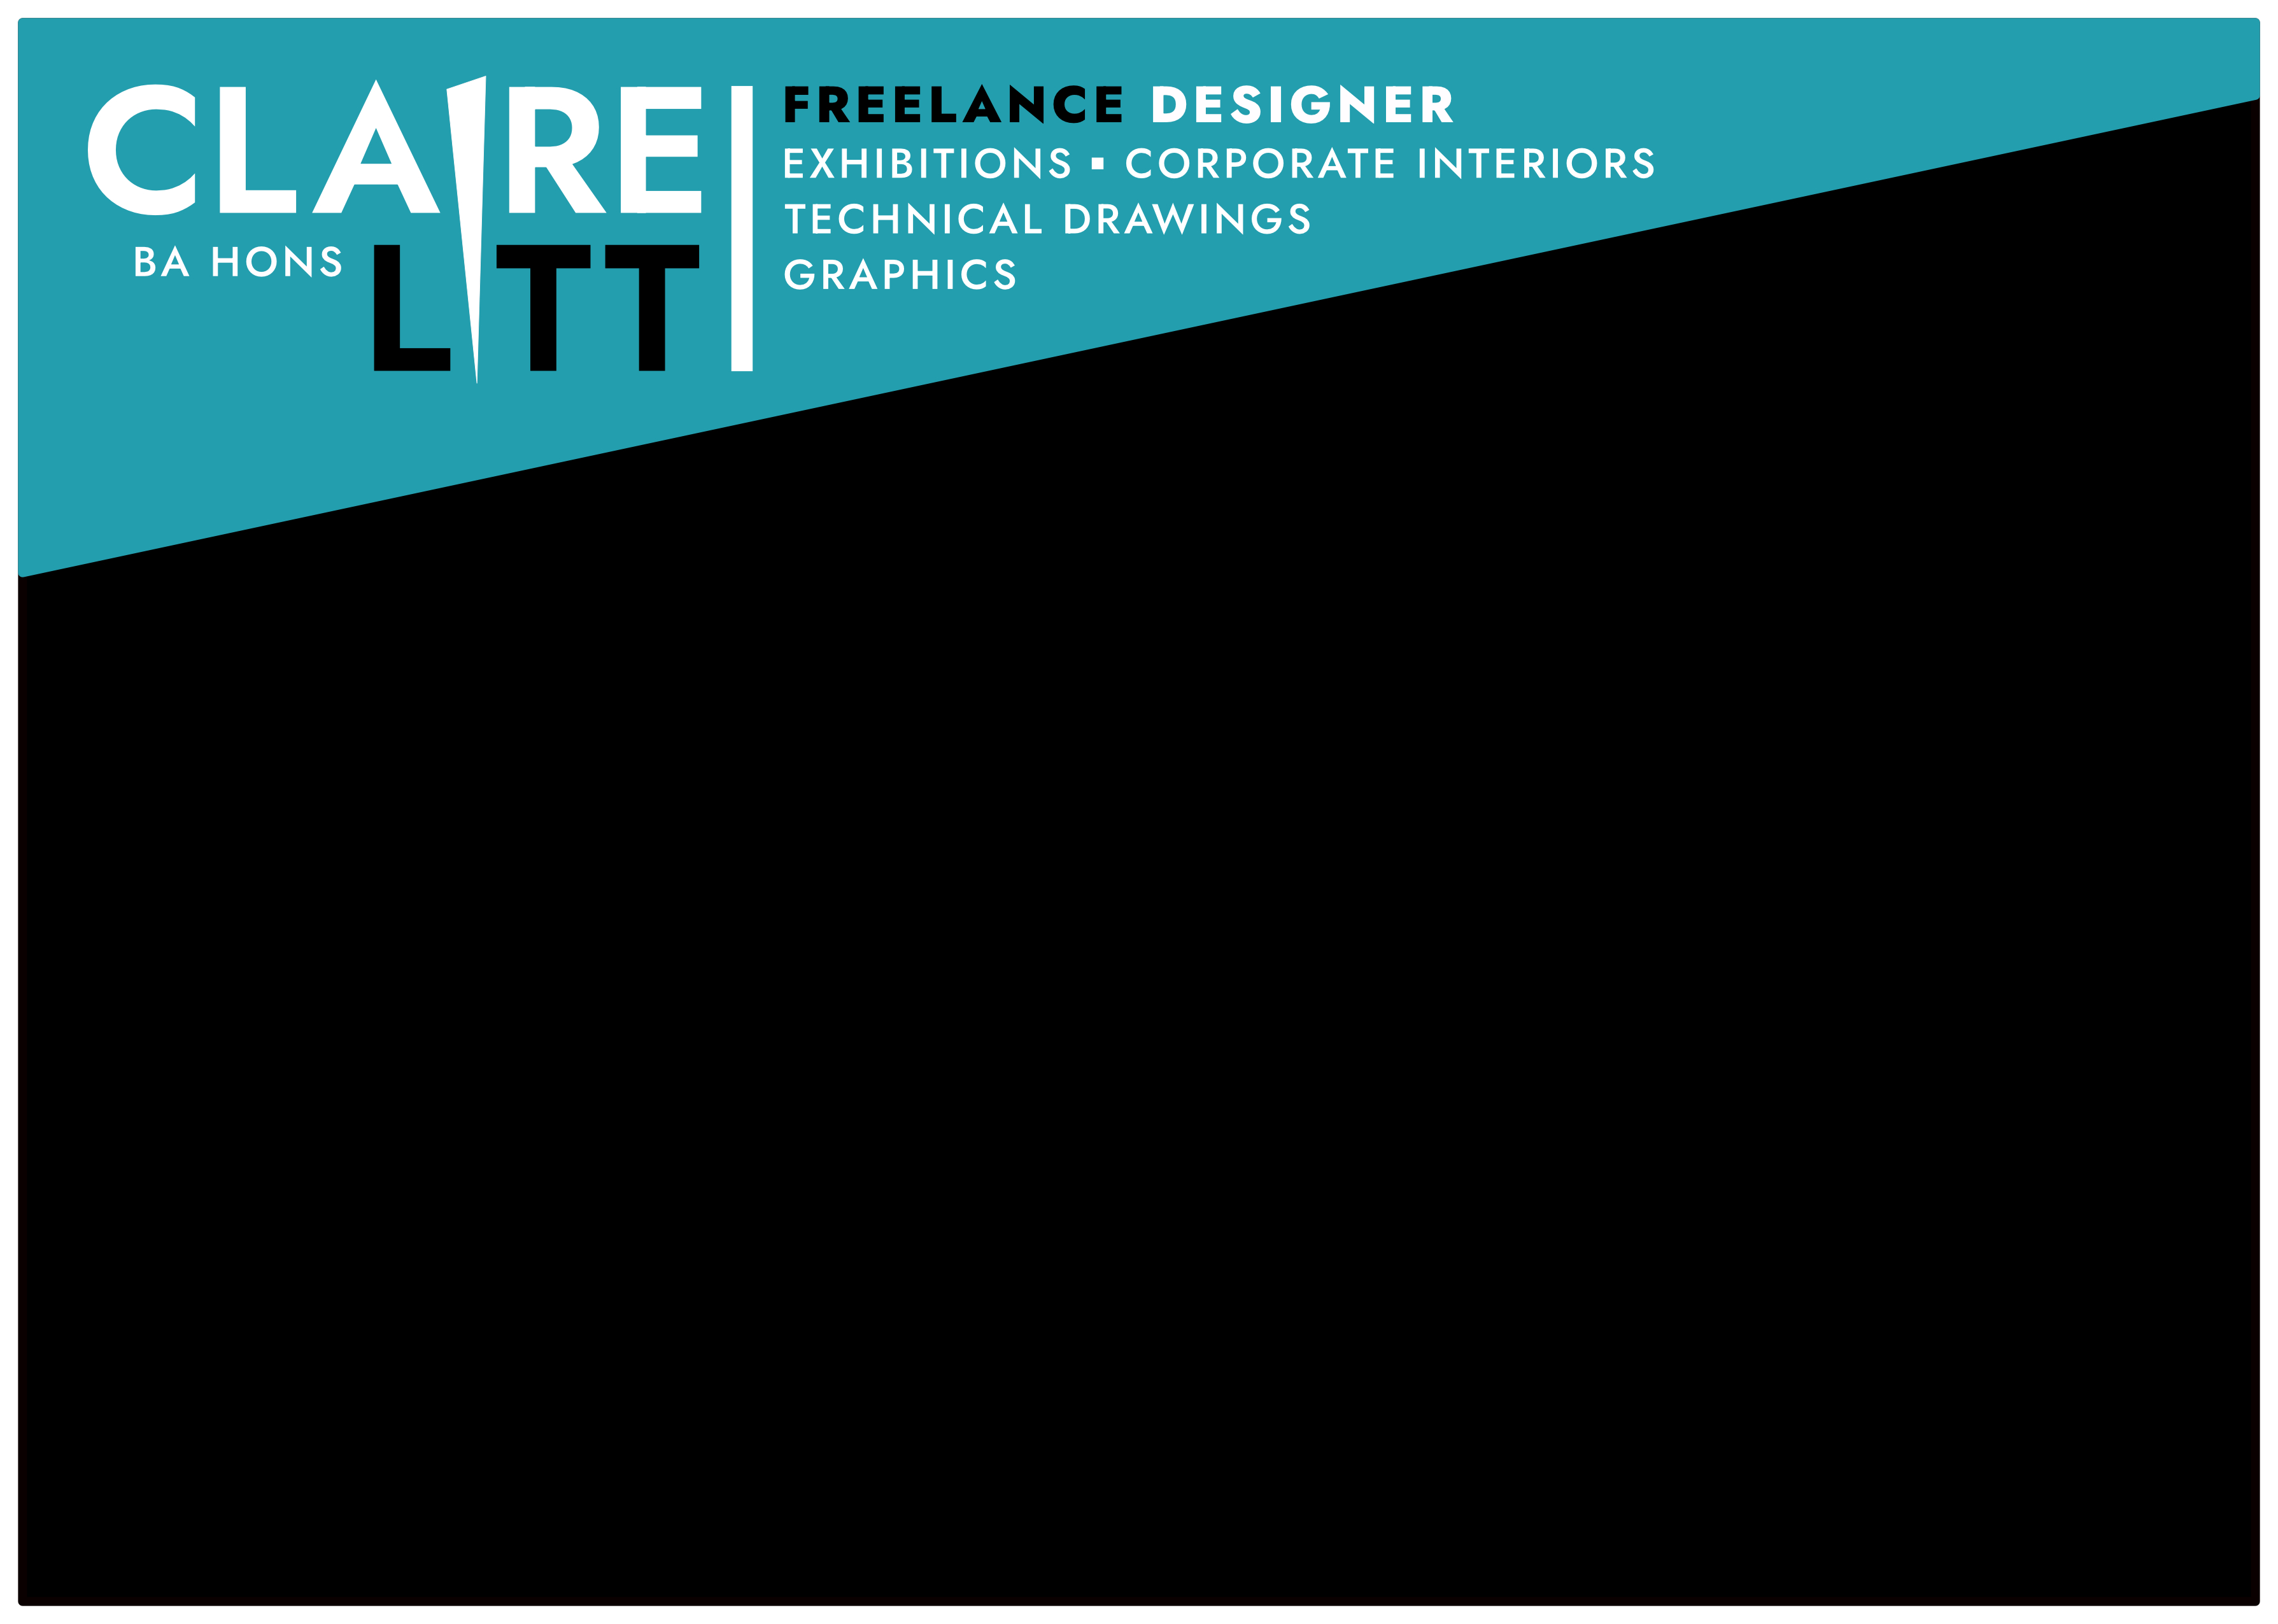 CLAIRE
BA HONS LITT
FREELANCE DESIGNER
EXHIBITIONS ▪ CORPORATE INTERIORS
TECHNICAL DRAWINGS
GRAPHICS